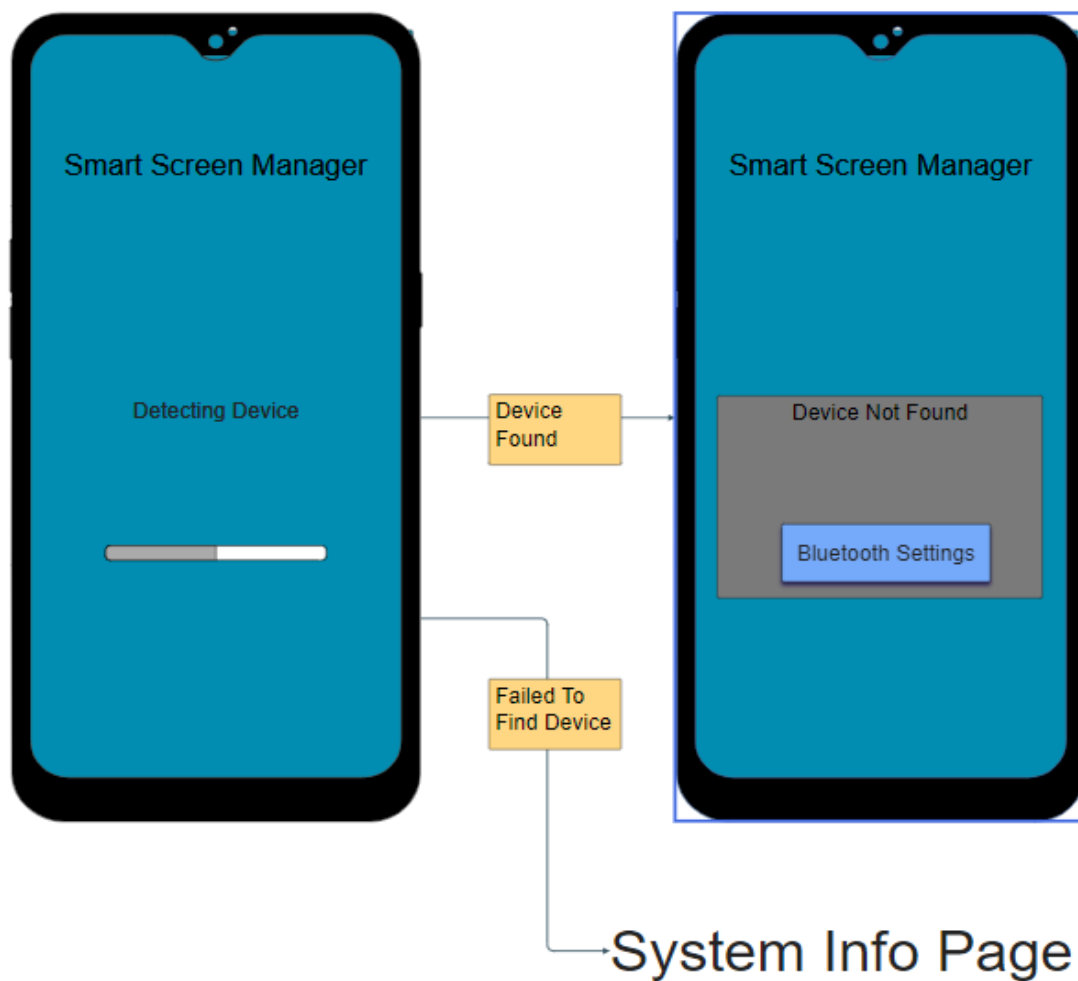 Smart Screen Manager
Detecting Device
Device
Found
Failed To
Find Device
Smart Screen Manager
Device Not Found
Bluetooth Settings
System Info Page